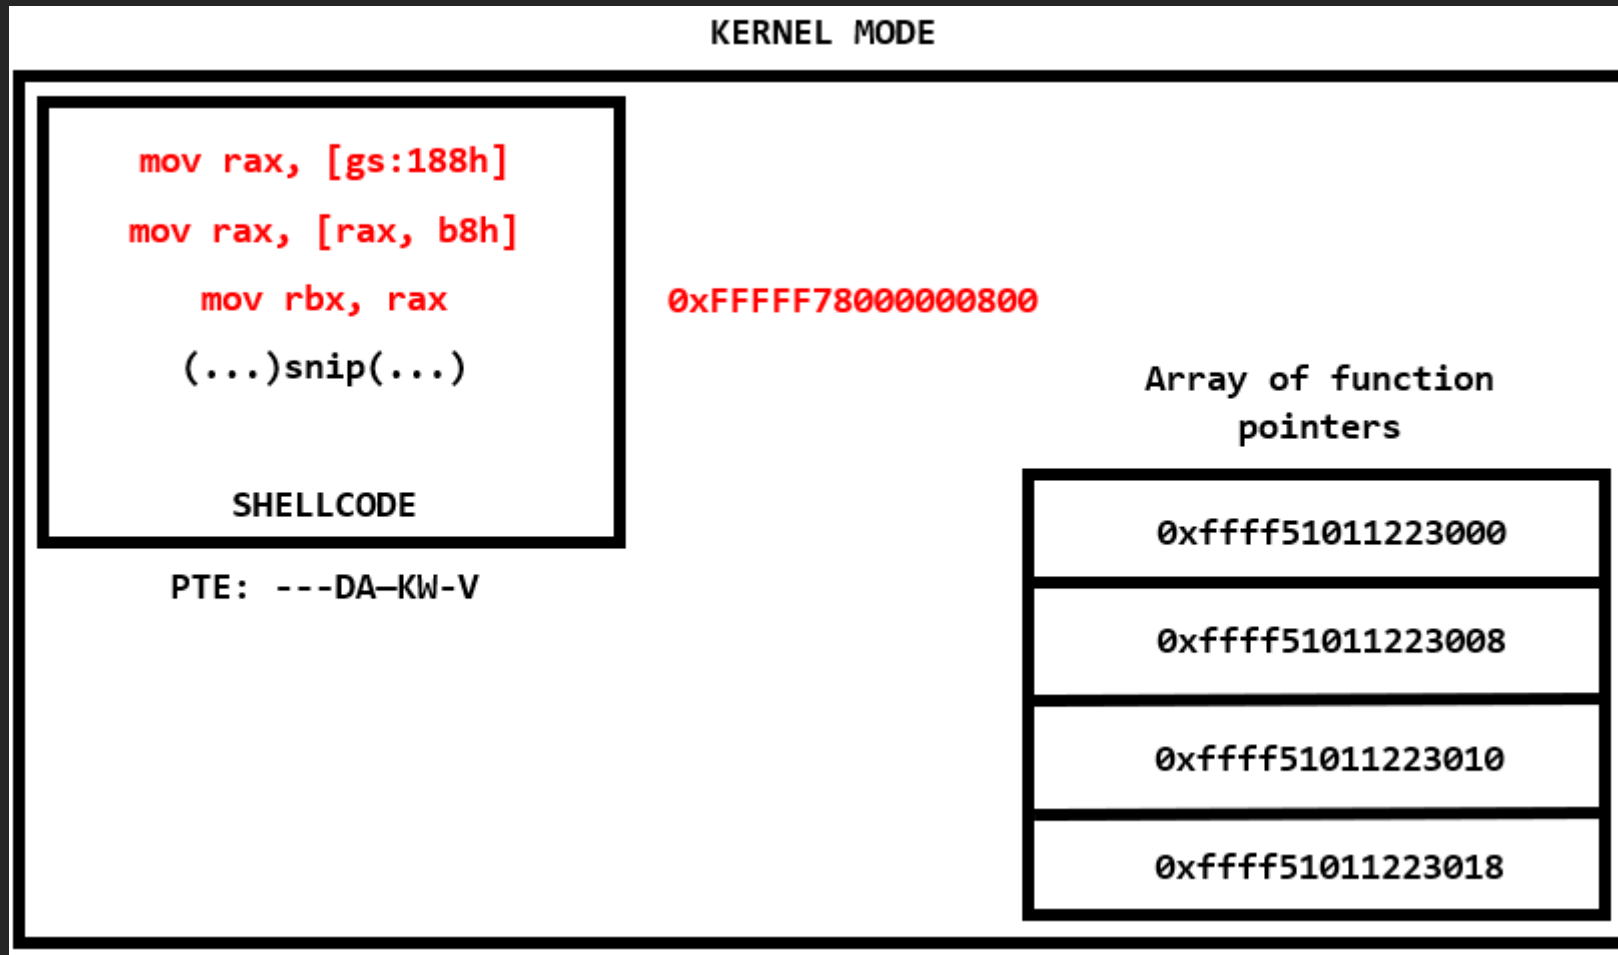 KERNEL MODE
mov rax, [gs:188h]
mov rax, [rax, b8h]
mov rbx, rax
(...)snip(...)
SHELLCODE
PTE: ---DA—KW-V
0xFFFFF78000000800
Array of function
pointers
0xffff51011223000
0xffff51011223008
0xffff51011223010
0xffff51011223018